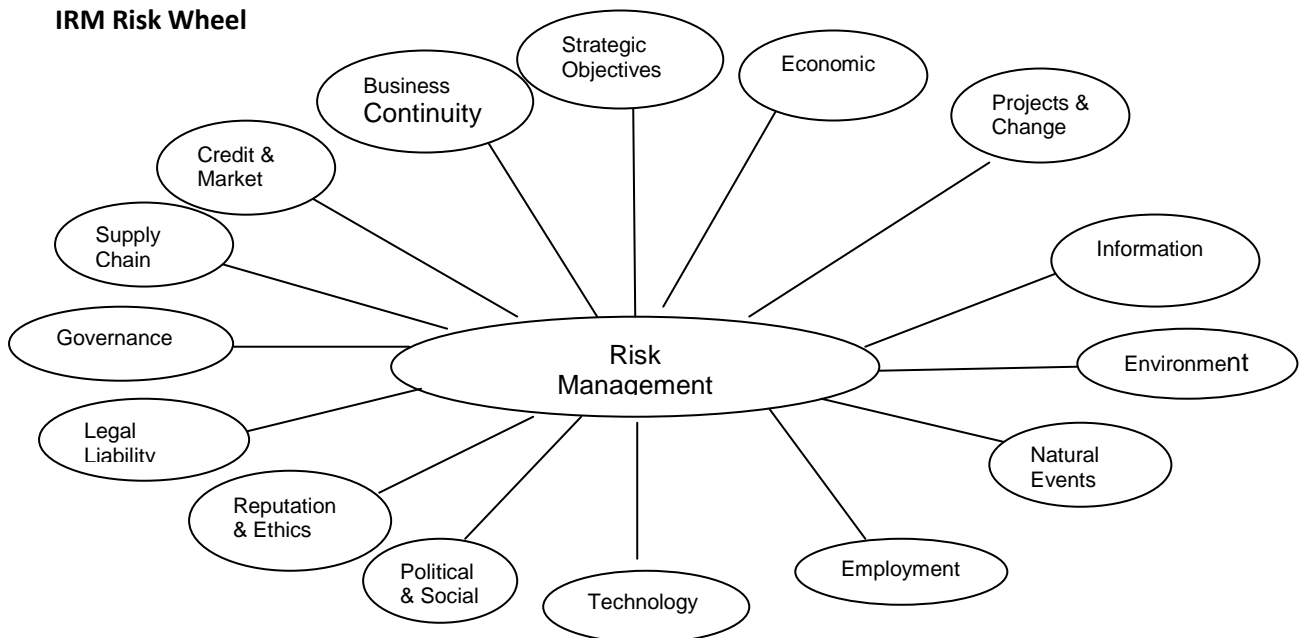 IRM Risk Wheel
Strategic
Objectives
Economic
Business
Continuity
Projects &
Change
Credit &
Market
Supply
Chain
Information
Governance
Risk
Management
Environment
Legal
Liability
Natural
Events
Reputation
& Ethics
Political
& Social
Technology
Employment